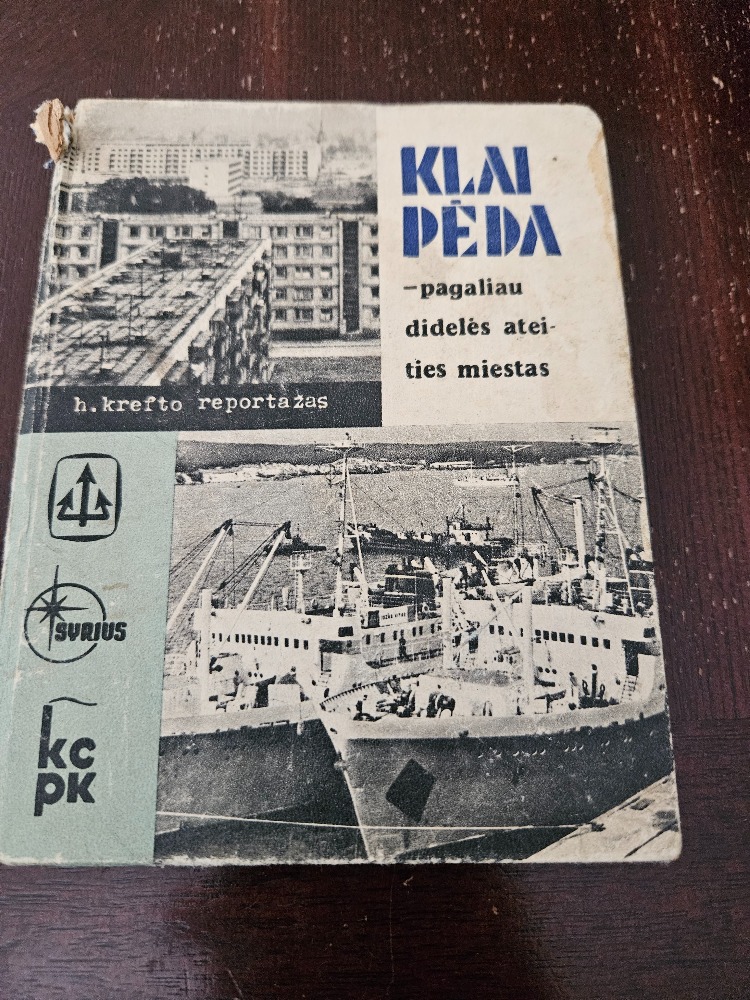 KLAI
PĖDA
–pagaliau
didelės atei-
ties miestas
h.krefto reportažas
SYRIUS
kc
pk